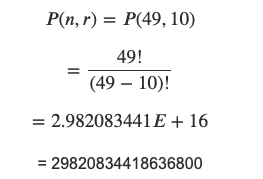 P(n, r) = P(49, 10)
= 49! / (49 − 10)!
= 2.982083441E + 16
= 29820834418636800